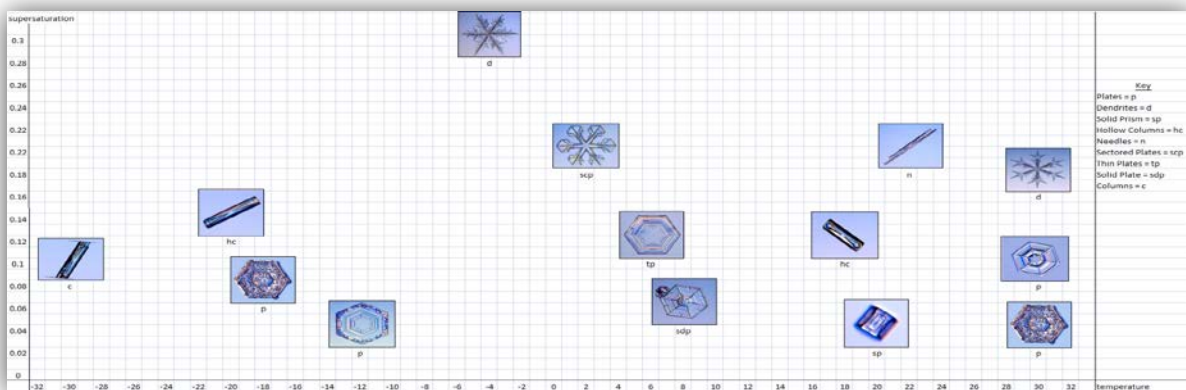 supersaturation
0.3
0.28
0.26
0.24
0.22
0.2
0.18
0.16
0.14
0.12
0.1
0.08
0.06
0.04
0.02
0
d
scp
n
d
hc
tp
hc
p
c
p
sdp
p
sp
p
-32 -30 -28 -26 -24 -22 -20 -18 -16 -14 -12 -10 -8 -6 -4 -2 0 2 4 6 8 10 12 14 16 18 20 22 24 26 28 30 32 temperature
Key
Plates = p
Dendrites = d
Solid Prism = sp
Hollow Columns = hc
Needles = n
Sectored Plates = scp
Thin Plates = tp
Solid Plate = sdp
Columns = c